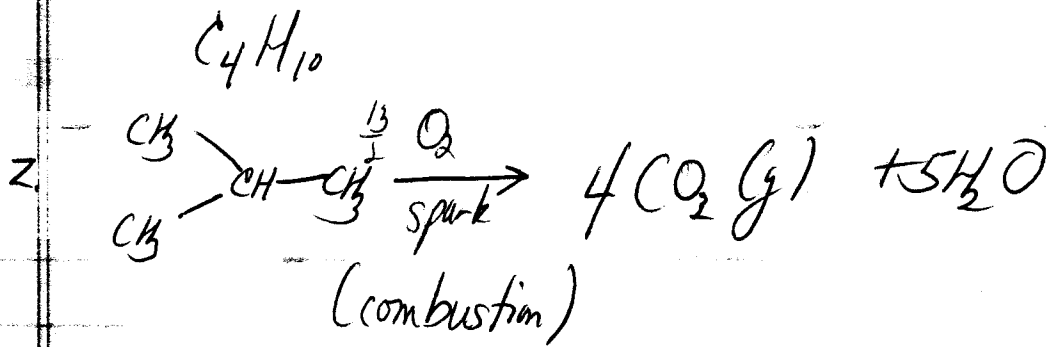 C4H10
2. CH3 CH3 CH—CH3 13/2 O2 spark → 4CO2 (g) + 5H2O
(combustion)